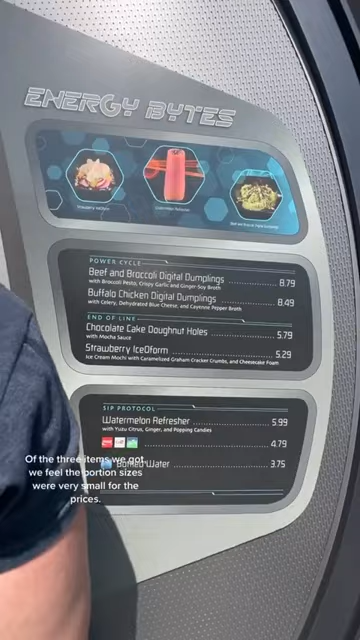 ENERGY BYTES
Strawberry IceOform
Watermelon Refresher
POWER CYCLE
Beef and Broccoli Digital Dumplings 8.79
with Broccoli Pesto, Crispy Garlic and Ginger-Soy Broth
Buffalo Chicken Digital Dumplings 8.49
with Celery, Dehydrated Blue Cheese, and Cayenne Pepper Broth
END OF LINE
Chocolate Cake Doughnut Holes 5.79
with Mocha Sauce
Strawberry IceOform 5.29
Ice Cream Mochi with Caramelized Graham Cracker Crumbs, and Cheesecake Foam
SIP PROTOCOL
Watermelon Refresher 5.99
with Yuzu Citrus, Ginger, and Popping Candies
4.79
Bottled Water 3.75
Of the three items we got
we feel the portion sizes
were very small for the
prices.